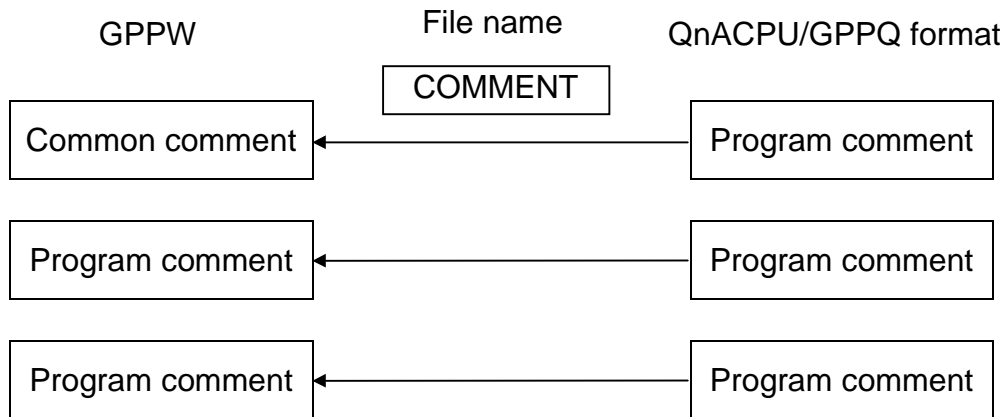 GPPW File name QnACPU/GPPQ format
COMMENT
Common comment Program comment
Program comment Program comment
Program comment Program comment